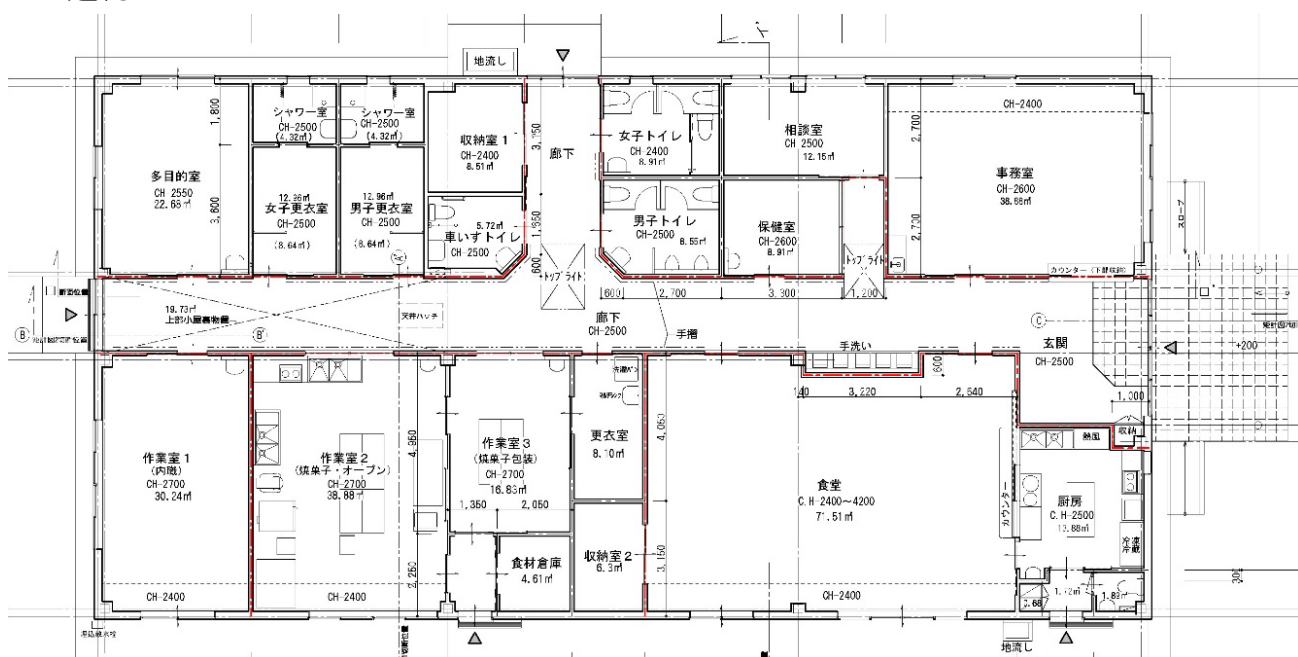 地流し
シャワー室
CH-2500
(4.32㎡)
シャワー室
CH-2500
(4.32㎡)
収納室1
CH-2400
8.51㎡
廊下
女子トイレ
CH-2400
8.91㎡
相談室
CH 2500
12.15㎡
CH-2400
事務室
CH-2600
38.88㎡
1,800
3,600
3,150
1,350
600
2,700
2,700
多目的室
CH 2550
22.68㎡
12.96㎡
女子更衣室
CH-2500
(8.64㎡)
12.96㎡
男子更衣室
CH-2500
(8.64㎡)
5.72㎡
車いすトイレ
CH-2500
トップライト
男子トイレ
CH-2500
8.55㎡
保健室
CH-2600
8.91㎡
トップライト
スロープ
カウンター（下部収納）
600
2,700
3,300
1,200
19.73㎡
上部小屋裏物置
天井ハッチ
廊下
CH-2500
手摺
手洗い
玄関
CH-2500
+200
B
B'
A'
C
1,000
収納
600
140
3,220
2,640
作業室1
(内職)
CH-2700
30.24㎡
作業室2
(焼菓子・オーブン)
CH-2700
38.88㎡
4,950
作業室3
(焼菓子包装)
CH-2700
16.83㎡
1,350
2,050
更衣室
8.10㎡
4,050
食堂
C.H-2400～4200
71.51㎡
カウンター
熱風
厨房
C.H-2500
13.88㎡
冷凍
冷蔵
2,250
食材倉庫
4.61㎡
収納室2
6.3㎡
3,150
CH-2400
CH-2400
CH-2400
0.68
1.72㎡
1.83㎡
300
地流し